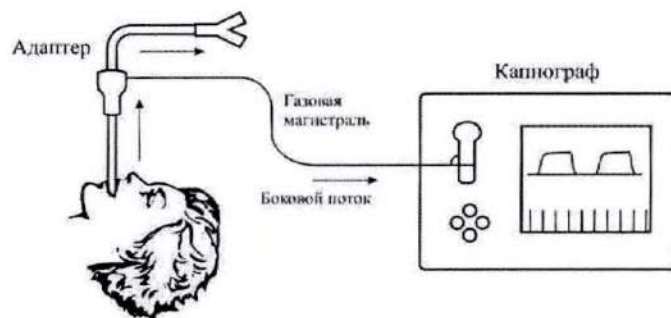 Адаптер
Капнограф
Газовая
магистраль
Боковой поток